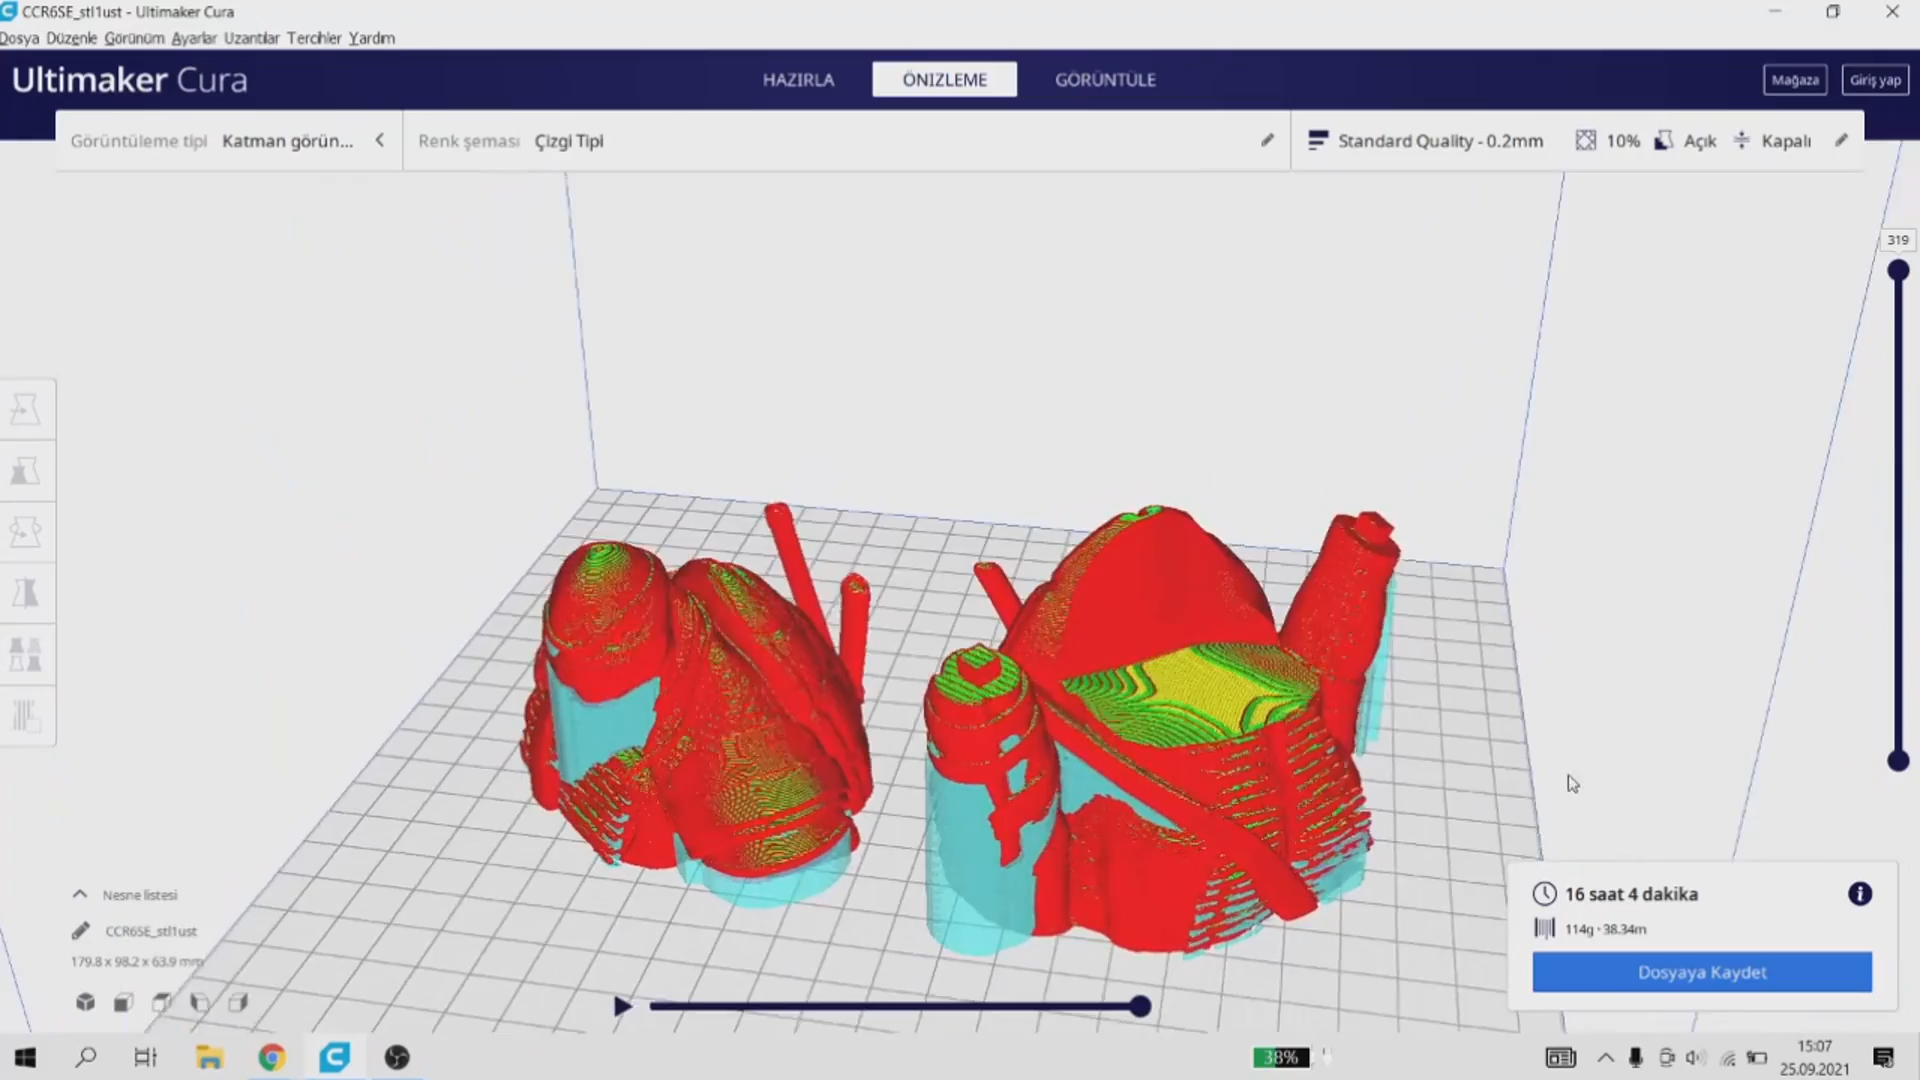 CCR6SE_stl1ust - Ultimaker Cura
Dosya Düzenle Görünüm Ayarlar Uzantılar Tercihler Yardım
Ultimaker Cura
HAZIRLA
ÖNIZLEME
GÖRÜNTÜLE
Mağaza
Giriş yap
Görüntüleme tipi Katman görün...
Renk şeması Çizgi Tipi
Standard Quality - 0.2mm
10%
Açık
Kapalı
319
Nesne listesi
CCR6SE_stl1ust
179.8 x 98.2 x 63.9 mm
16 saat 4 dakika
114g · 38.34m
Dosyaya Kaydet
38%
15:07
25.09.2021